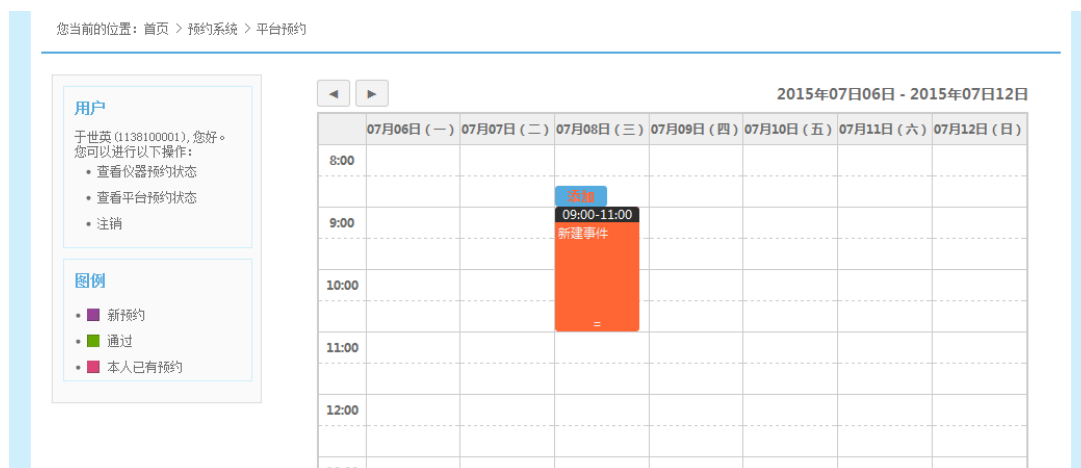 您当前的位置：首页 > 预约系统 > 平台预约
用户
于世英(1138100001),您好。
您可以进行以下操作：
• 查看仪器预约状态
• 查看平台预约状态
• 注销
图例
• 新预约
• 通过
• 本人已有预约
◄ ►
2015年07月06日 - 2015年07月12日
07月06日 ( 一 ) 07月07日 ( 二 ) 07月08日 ( 三 ) 07月09日 ( 四 ) 07月10日 ( 五 ) 07月11日 ( 六 ) 07月12日 ( 日 )
8:00
添加
9:00
09:00-11:00
新建事件
10:00
=
11:00
12:00